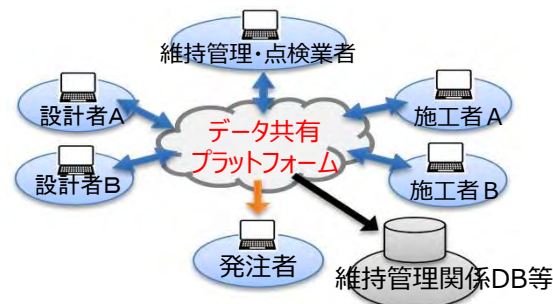 維持管理・点検業者
設計者A
施工者A
データ共有
プラットフォーム
設計者B
施工者B
発注者
維持管理関係DB等